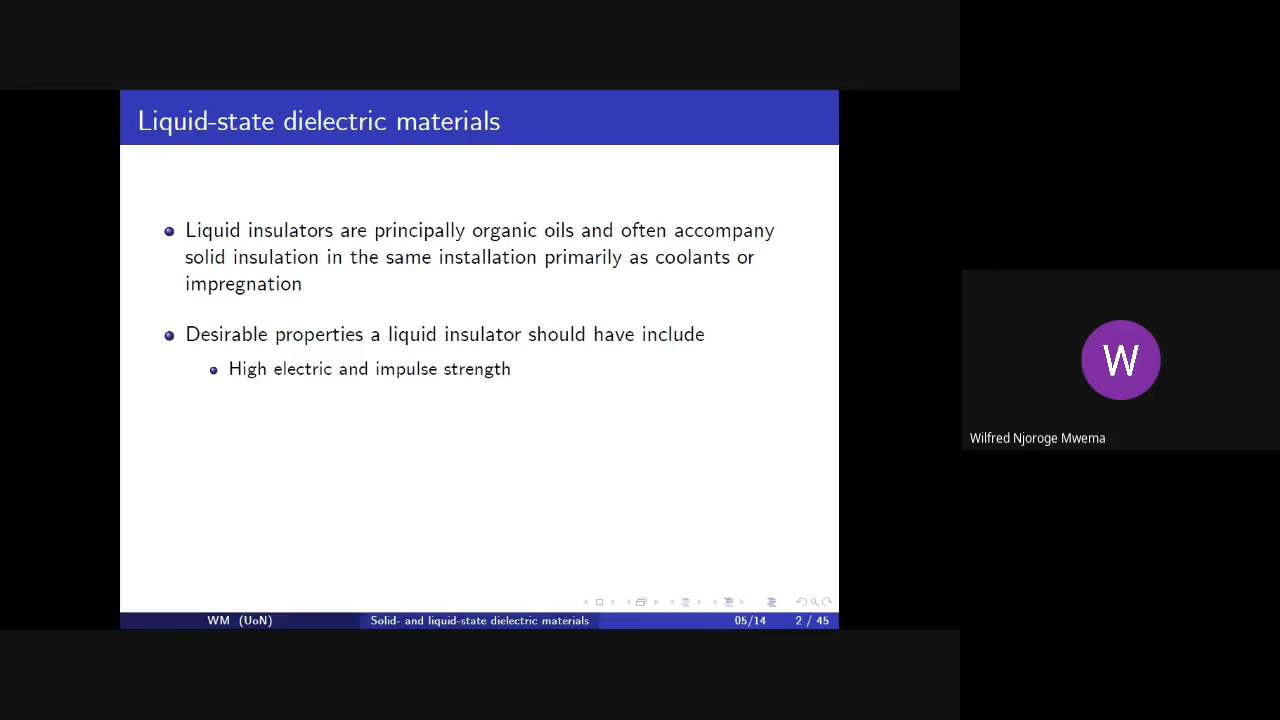 Liquid-state dielectric materials
Liquid insulators are principally organic oils and often accompany
solid insulation in the same installation primarily as coolants or
impregnation
Desirable properties a liquid insulator should have include
High electric and impulse strength
W
Wilfred Njoroge Mwema
WM (UoN)
Solid- and liquid-state dielectric materials
05/14
2 / 45